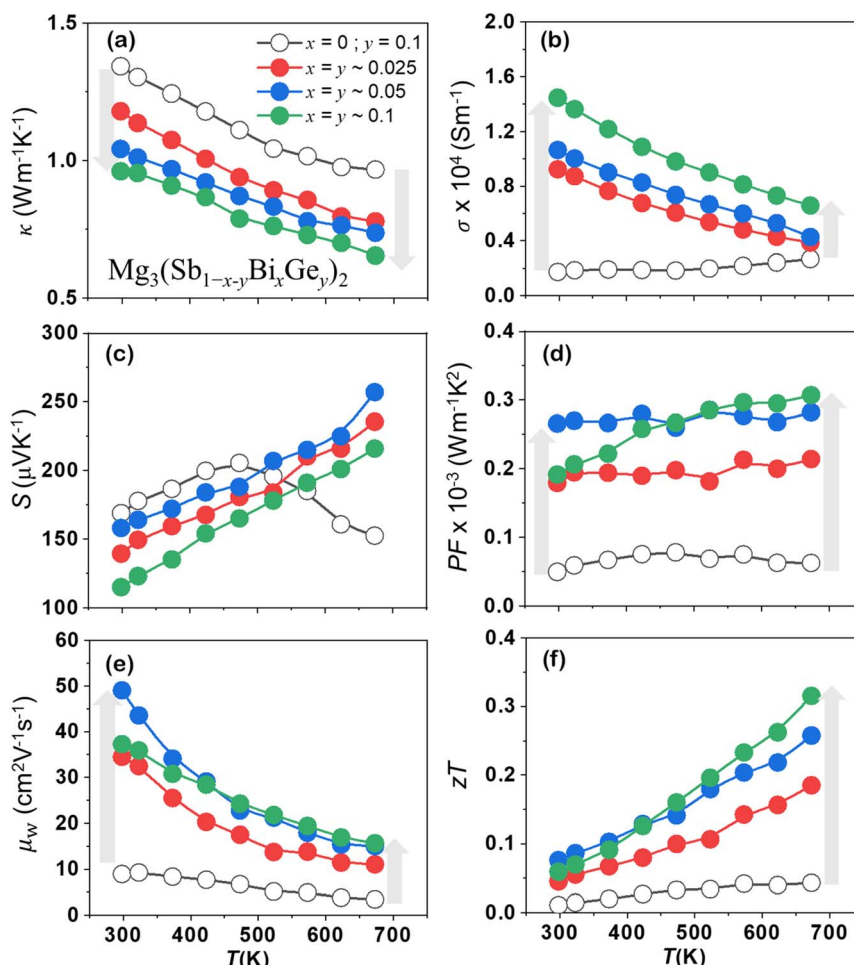 (a)
x = 0 ; y = 0.1
x = y ~ 0.025
x = y ~ 0.05
x = y ~ 0.1
Mg₃(Sb₁₋ₓ₋ᵧBiₓGeᵧ)₂
κ (Wm⁻¹K⁻¹)
1.5
1.0
0.5
(b)
σ x 10⁴ (Sm⁻¹)
2.0
1.6
1.2
0.8
0.4
0.0
(c)
S (μVK⁻¹)
300
250
200
150
100
(d)
PF x 10⁻³ (Wm⁻¹K²)
0.4
0.3
0.2
0.1
0.0
(e)
μw (cm²V⁻¹s⁻¹)
60
50
40
30
20
10
0
300 400 500 600 700
T(K)
(f)
zT
0.4
0.3
0.2
0.1
0.0
300 400 500 600 700
T(K)